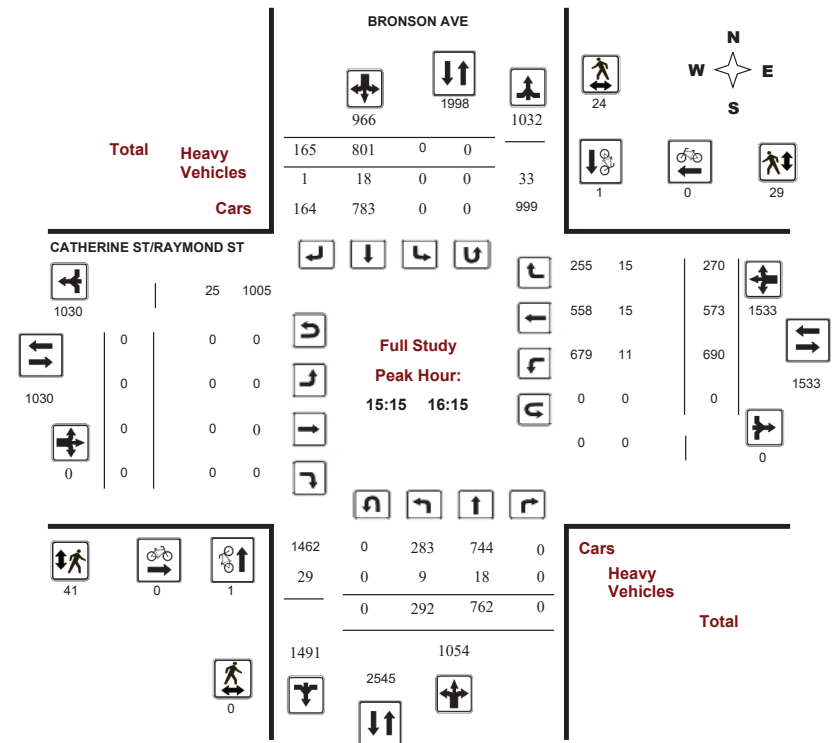 BRONSON AVE
N
W E
S
966 1998 1032 24
Total Heavy Vehicles
165 801 0 0
1 18 0 0 33
1 0 29
Cars 164 783 0 0 999
CATHERINE ST/RAYMOND ST
1030 25 1005
255 15 270
558 15 573 1533
0 0 0
Full Study
679 11 690
1030 0 0 0
Peak Hour:
1533
15:15 16:15
0 0 0
0 0 0
0 0 0 0
0 0 0
0
1462 0 283 744 0 Cars
29 0 9 18 0 Heavy Vehicles
41 0 1
0 292 762 0 Total
1491 1054
2545
0